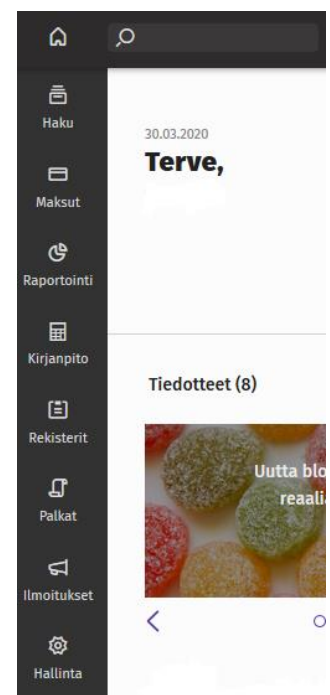 Haku
Maksut
Raportointi
Kirjanpito
Rekisterit
Palkat
Ilmoitukset
Hallinta
30.03.2020
Terve,
Tiedotteet (8)
Uutta blo
reaali